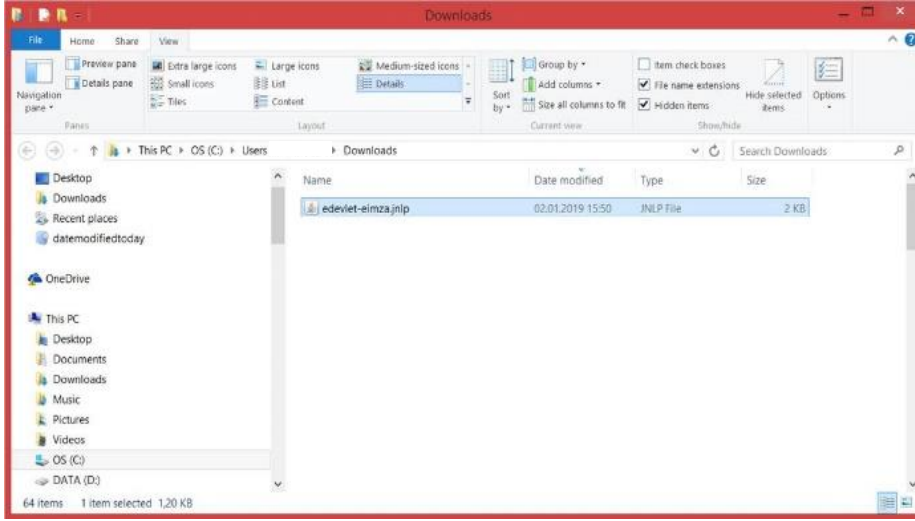 Downloads
File Home Share View
Navigation pane
Preview pane
Details pane
Panes
Extra large icons Large icons Medium-sized icons
Small icons List Details
Tiles Content
Layout
Sort by
Group by
Add columns
Size all columns to fit
Current view
Item check boxes
File name extensions
Hidden items
Hide selected items
Show/hide
Options
This PC OS (C:) Users Downloads
Search Downloads
Name Date modified Type Size
edevlet-eimza.jnlp 02.01.2019 15:50 JNLP File 2 KB
Desktop
Downloads
Recent places
datemodifiedtoday
OneDrive
This PC
Desktop
Documents
Downloads
Music
Pictures
Videos
OS (C:)
DATA (D:)
64 items 1 item selected 1,20 KB